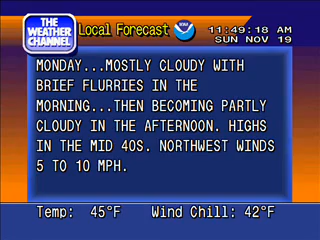 THE
WEATHER
CHANNEL
Local Forecast
11:49:18 AM
SUN NOV 19
MONDAY...MOSTLY CLOUDY WITH
BRIEF FLURRIES IN THE
MORNING...THEN BECOMING PARTLY
CLOUDY IN THE AFTERNOON. HIGHS
IN THE MID 40S. NORTHWEST WINDS
5 TO 10 MPH.
Temp: 45°F Wind Chill: 42°F